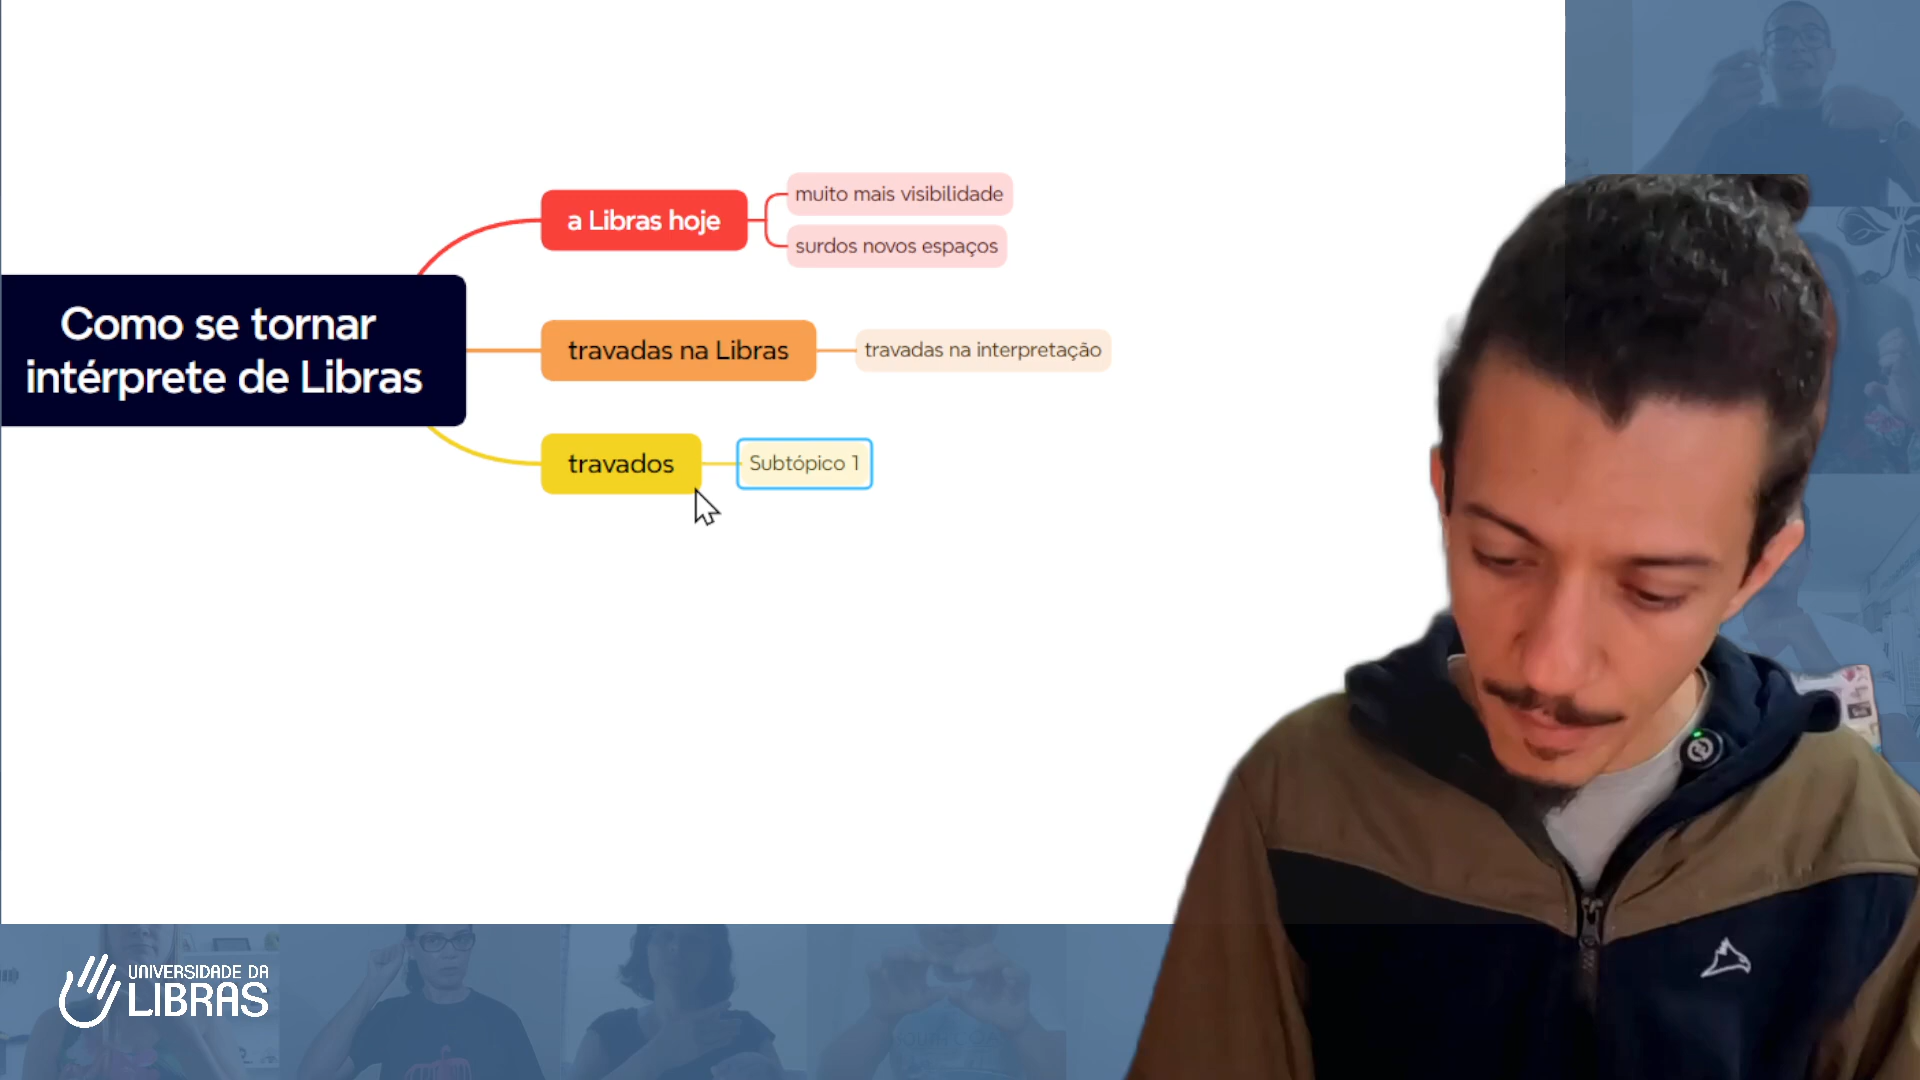 Como se tornar
intérprete de Libras
a Libras hoje
muito mais visibilidade
surdos novos espaços
travadas na Libras
travadas na interpretação
travados
Subtópico 1
UNIVERSIDADE DA
LIBRAS